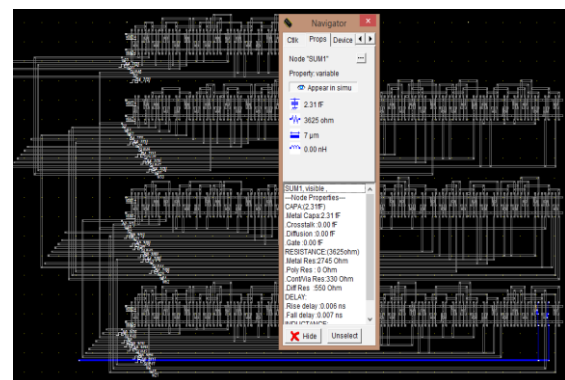 Navigator
Ctlk Props Device
Node "SUM1" ...
Property: variable
Appear in simu
2.31 fF
3625 ohm
7 µm
0.00 nH
SUM1, visible ,
----Node Properties----
CAPA:(2.31fF)
.Metal Capa:2.31 fF
.Crosstalk :0.00 fF
.Diffusion :0.00 fF
.Gate :0.00 fF
RESISTANCE:(3625ohm)
.Metal Res:2745 Ohm
.Poly Res : 0 Ohm
.Cont/Via Res:330 Ohm
.Diff Res :550 Ohm
DELAY:
.Rise delay :0.006 ns
.Fall delay :0.007 ns
INDUCTANCE:
Hide Unselect